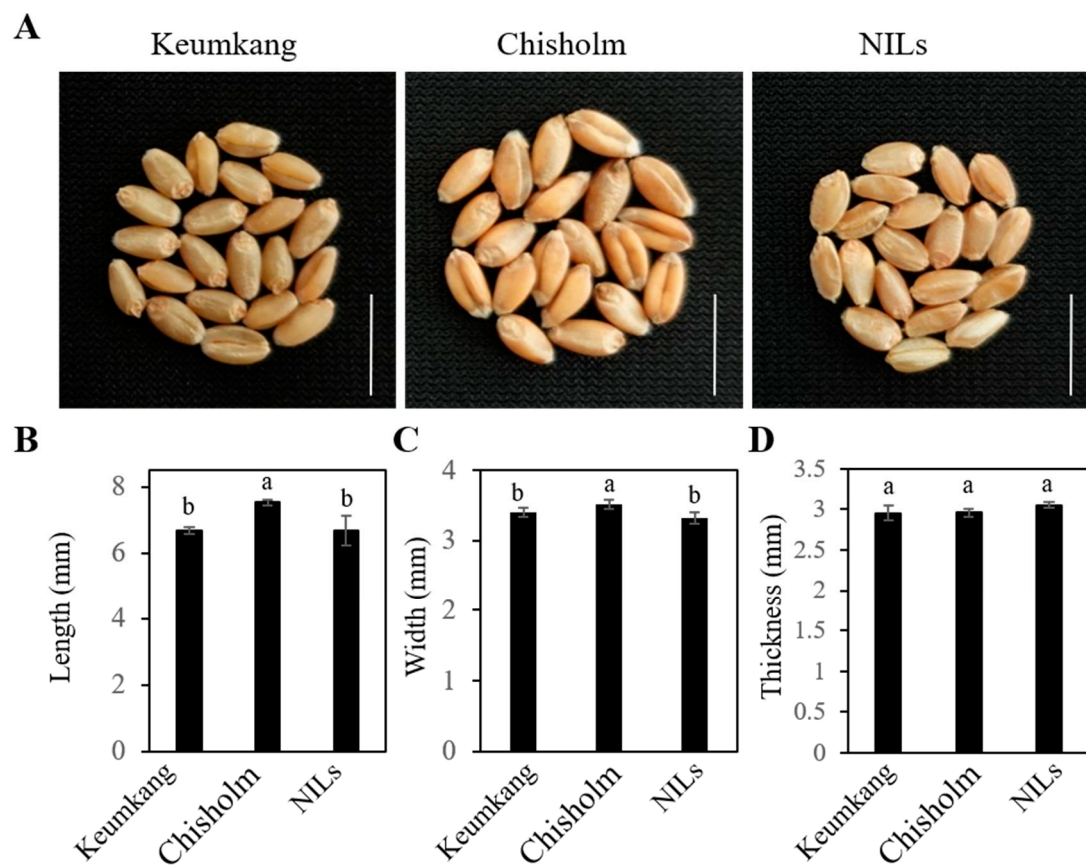 A
Keumkang
Chisholm
NILs
B
Length (mm)
8
6
4
2
0
b
a
b
Keumkang
Chisholm
NILs
C
Width (mm)
4
3
2
1
0
b
a
b
Keumkang
Chisholm
NILs
D
Thickness (mm)
3.5
3
2.5
2
1.5
1
0.5
0
a
a
a
Keumkang
Chisholm
NILs